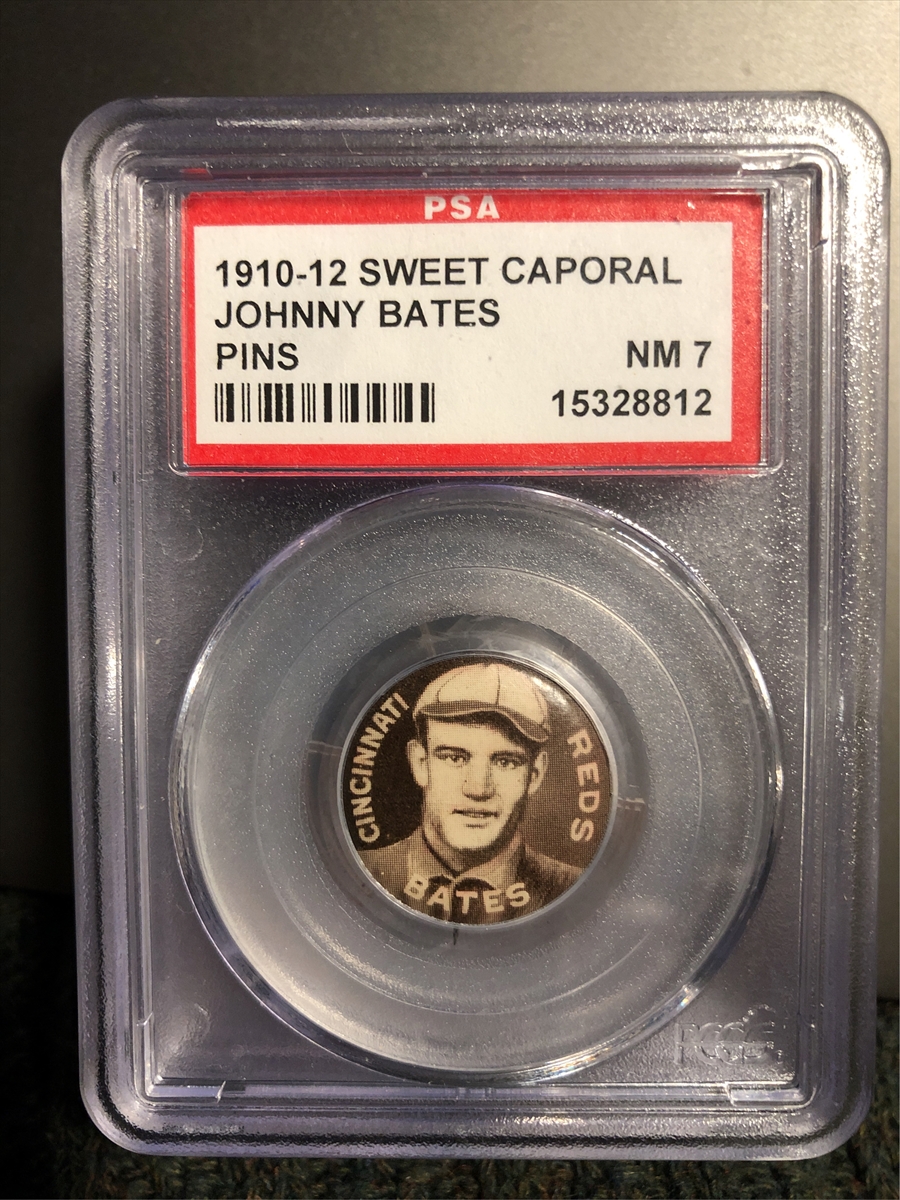 PSA
1910-12 SWEET CAPORAL
JOHNNY BATES
PINS NM 7
15328812
CINCINNATI
REDS
BATES